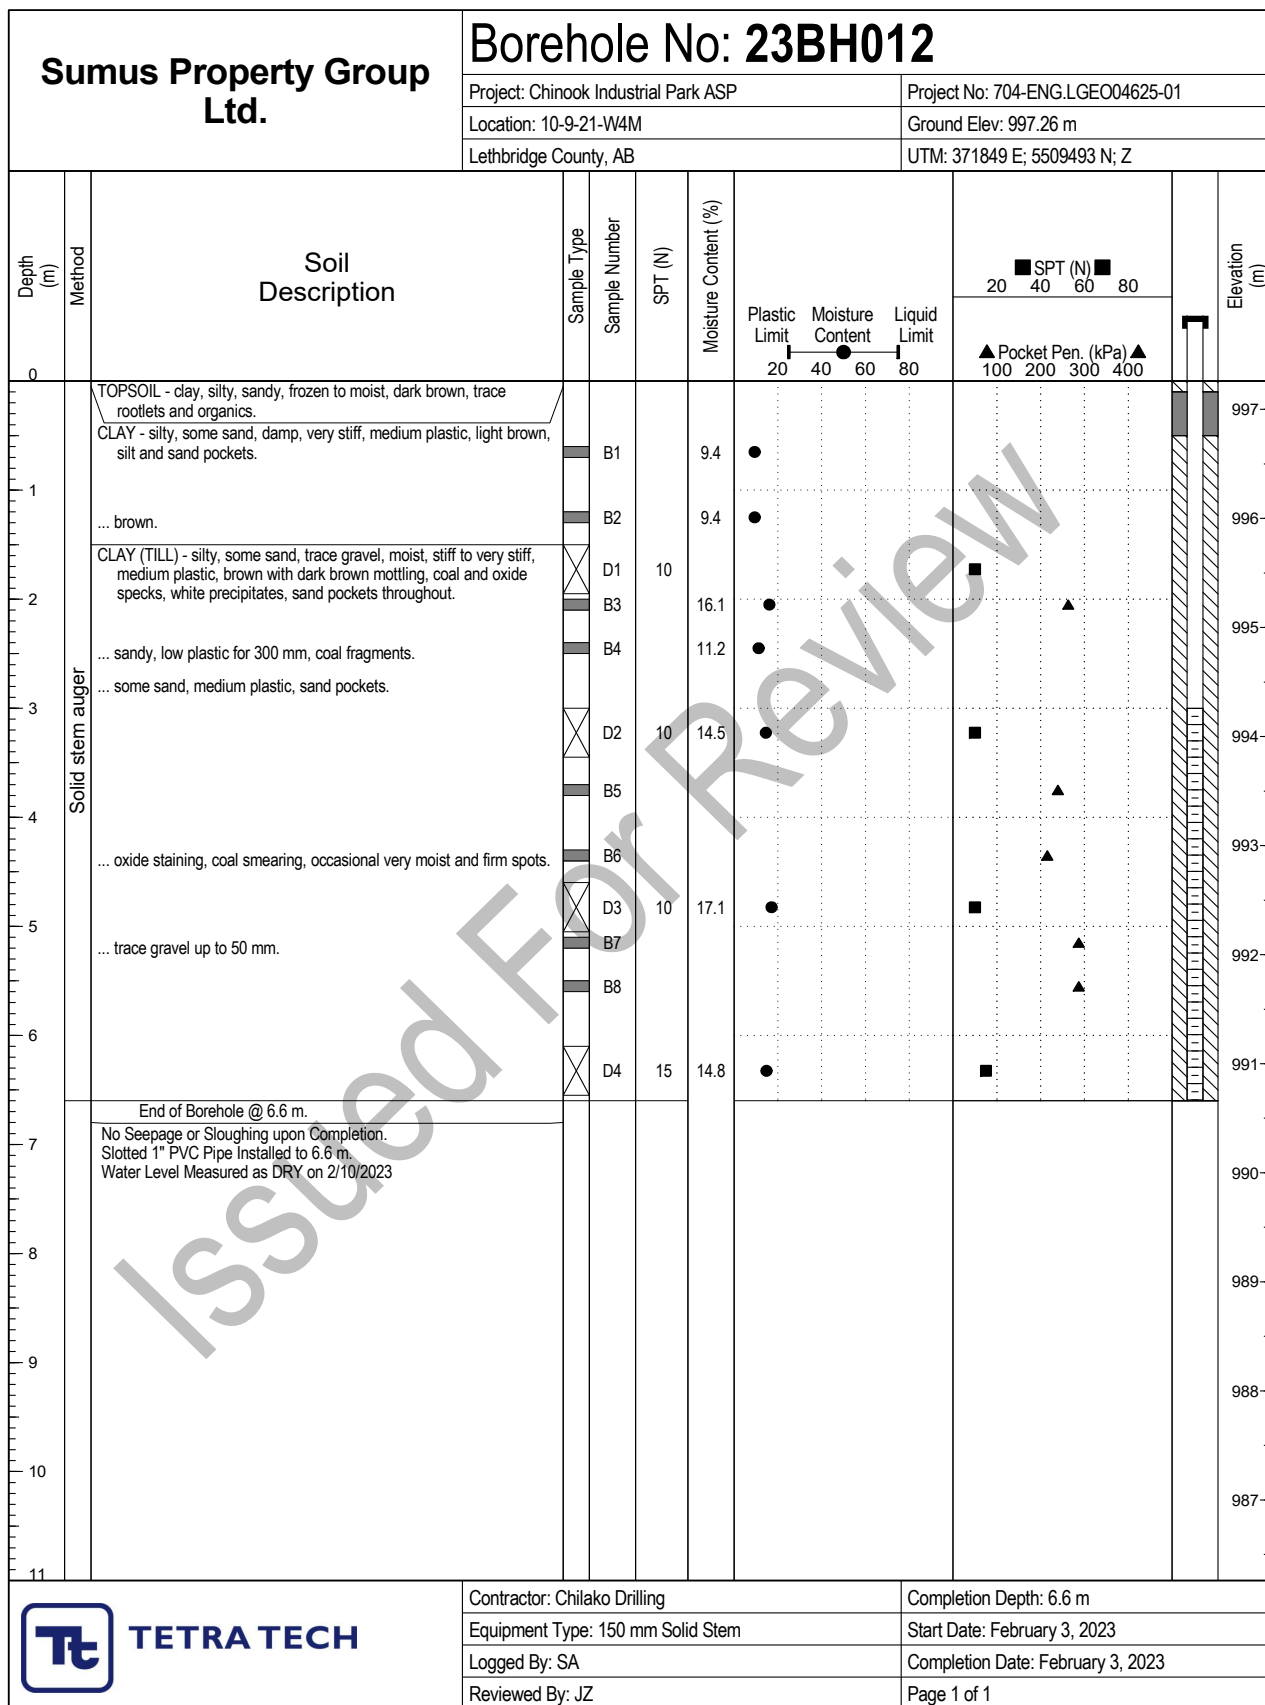 Sumus Property Group
Ltd.
Borehole No: 23BH012
Project: Chinook Industrial Park ASP
Project No: 704-ENG.LGEO04625-01
Location: 10-9-21-W4M
Ground Elev: 997.26 m
Lethbridge County, AB
UTM: 371849 E; 5509493 N; Z
Depth
(m)
Method
Soil
Description
Sample Type
Sample Number
SPT (N)
Moisture Content (%)
Plastic
Limit
Moisture
Content
Liquid
Limit
20 40 60 80
SPT (N)
20 40 60 80
Pocket Pen. (kPa)
100 200 300 400
Elevation
(m)
0
TOPSOIL - clay, silty, sandy, frozen to moist, dark brown, trace
rootlets and organics.
997
CLAY - silty, some sand, damp, very stiff, medium plastic, light brown,
silt and sand pockets.
B1 9.4
1
... brown.
B2 9.4
996
CLAY (TILL) - silty, some sand, trace gravel, moist, stiff to very stiff,
medium plastic, brown with dark brown mottling, coal and oxide
specks, white precipitates, sand pockets throughout.
D1 10
2
B3 16.1
995
... sandy, low plastic for 300 mm, coal fragments.
B4 11.2
... some sand, medium plastic, sand pockets.
3
Solid stem auger
D2 10 14.5
994
B5
4
... oxide staining, coal smearing, occasional very moist and firm spots.
B6
993
D3 10 17.1
5
... trace gravel up to 50 mm.
B7
992
B8
6
D4 15 14.8
991
End of Borehole @ 6.6 m.
No Seepage or Sloughing upon Completion.
Slotted 1" PVC Pipe Installed to 6.6 m.
Water Level Measured as DRY on 2/10/2023
7
990
8
989
9
988
10
987
11
Issued For Review
TETRA TECH
Contractor: Chilako Drilling
Completion Depth: 6.6 m
Equipment Type: 150 mm Solid Stem
Start Date: February 3, 2023
Logged By: SA
Completion Date: February 3, 2023
Reviewed By: JZ
Page 1 of 1